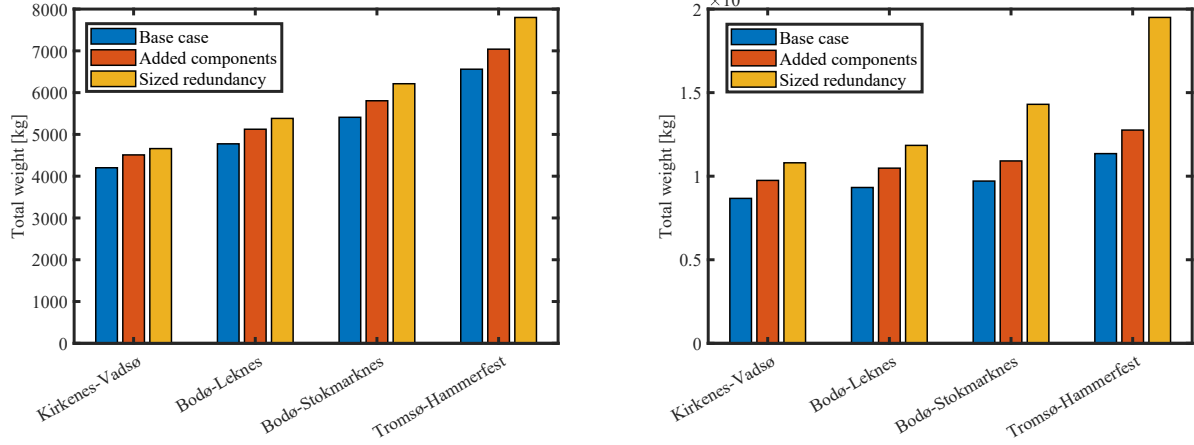 8000
7000
6000
5000
4000
3000
2000
1000
0
Total weight [kg]
Base case
Added components
Sized redundancy
Kirkenes-Vadsø
Bodø-Leknes
Bodø-Stokmarknes
Tromsø-Hammerfest
2
1.5
1
0.5
0
Total weight [kg]
Base case
Added components
Sized redundancy
Kirkenes-Vadsø
Bodø-Leknes
Bodø-Stokmarknes
Tromsø-Hammerfest